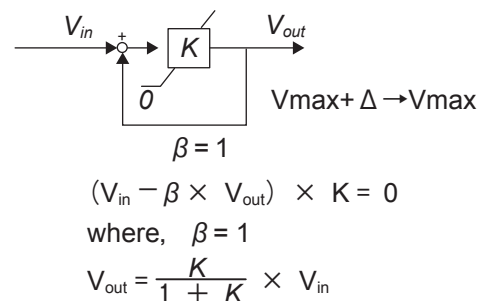 V_in + K V_out
0
Vmax+ Δ →Vmax
β = 1
(V_in − β × V_out) × K = 0
where, β = 1
V_out = K / 1 + K × V_in